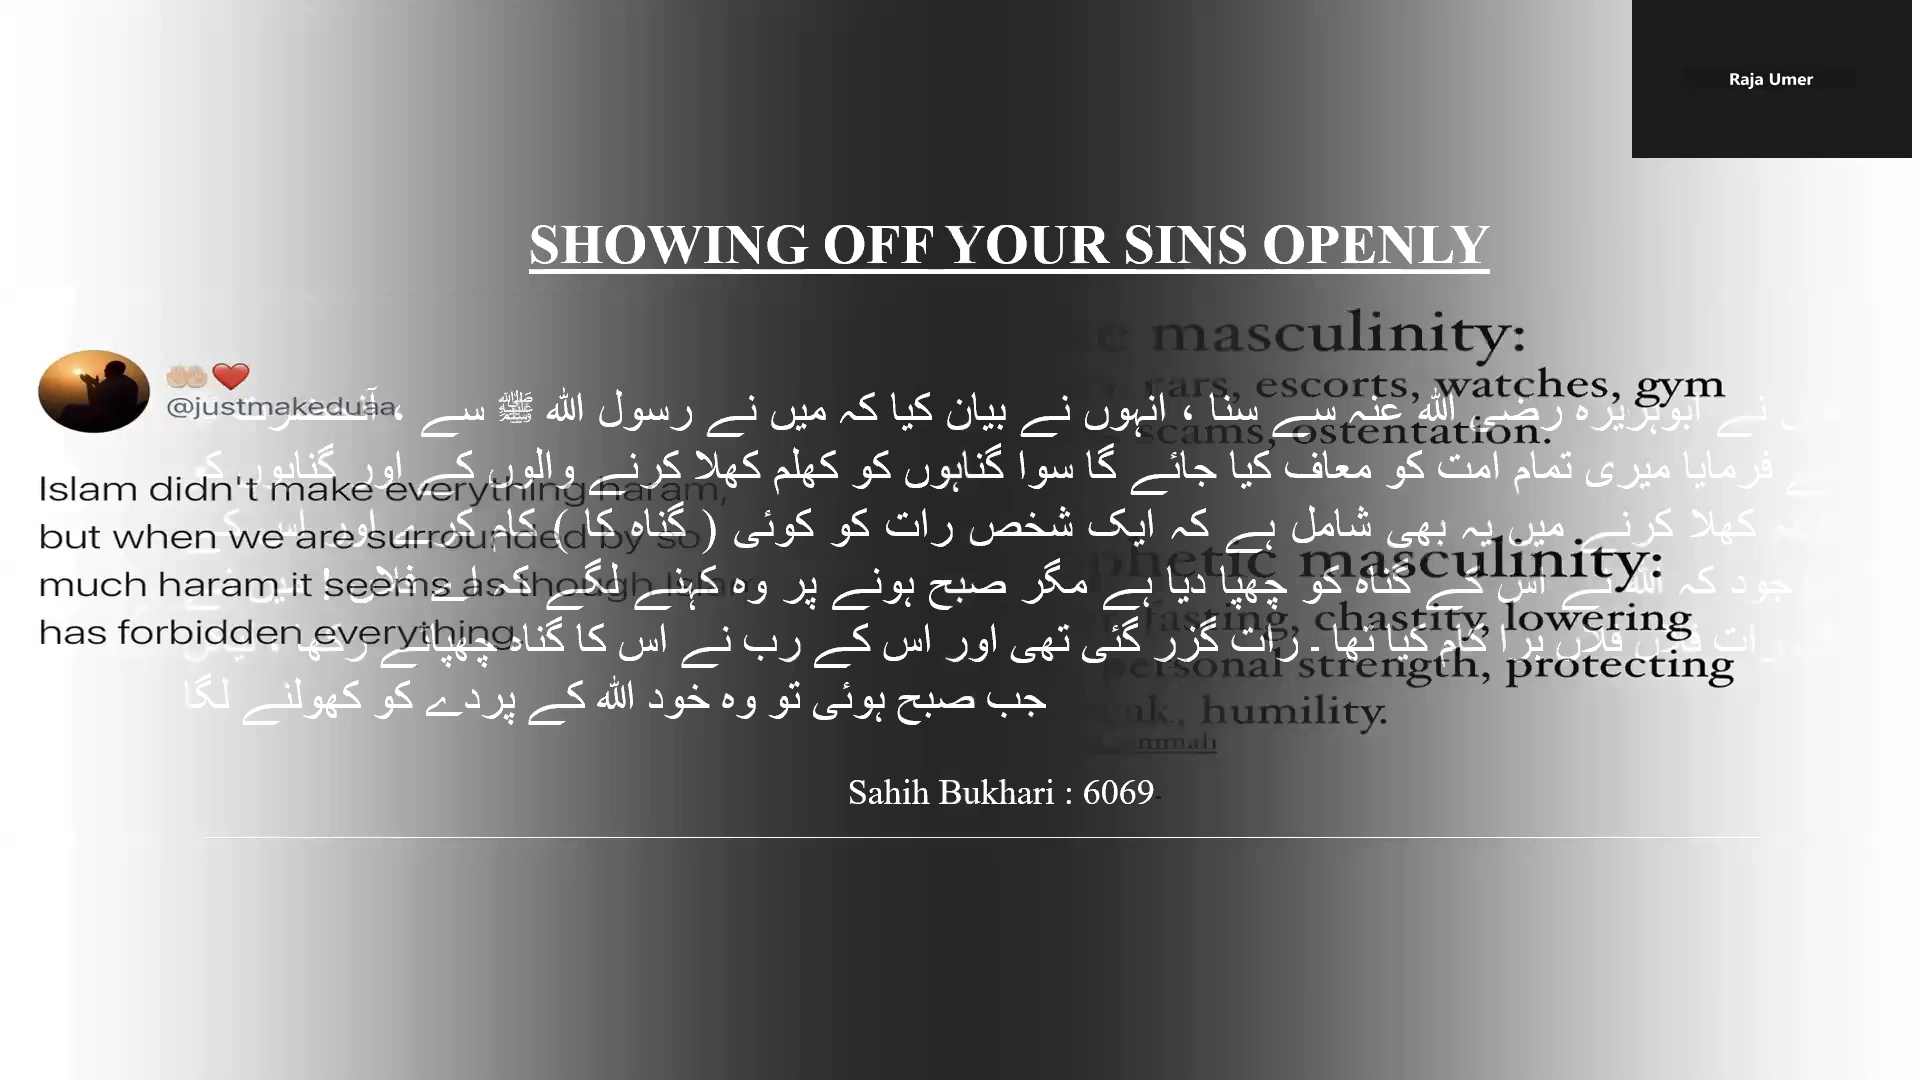 Raja Umer
SHOWING OFF YOUR SINS OPENLY
@justmakeduaa
Islam didn't make everything haram,
but when we are surrounded by so
much haram it seems as though Islam
has forbidden everything.
masculinity:
cars, escorts, watches, gym
scams, ostentation.
masculinity:
fasting, chastity, lowering
personal strength, protecting
humility.
نے ابوہریرہ رضی اللہ عنہ سے سنا ، انہوں نے بیان کیا کہ میں نے رسول اللہ ﷺ سے ، آنحضرت
فرمایا میری تمام امت کو معاف کیا جائے گا سوا گناہوں کو کھلم کھلا کرنے والوں کے اور گناہوں کو
کھلا کرنے میں یہ بھی شامل ہے کہ ایک شخص رات کو کوئی ( گناہ کا ) کام کرے اور اس کے
کہ اللہ نے اس کے گناہ کو چھپا دیا ہے مگر صبح ہونے پر وہ کہنے لگے کہ اے فلاں !
رات فلاں فلاں برا کام کیا تھا ۔ رات گزر گئی تھی اور اس کے رب نے اس کا گناہ چھپائے رکھا ،
جب صبح ہوئی تو وہ خود اللہ کے پردے کو کھولنے لگا
Sahih Bukhari : 6069